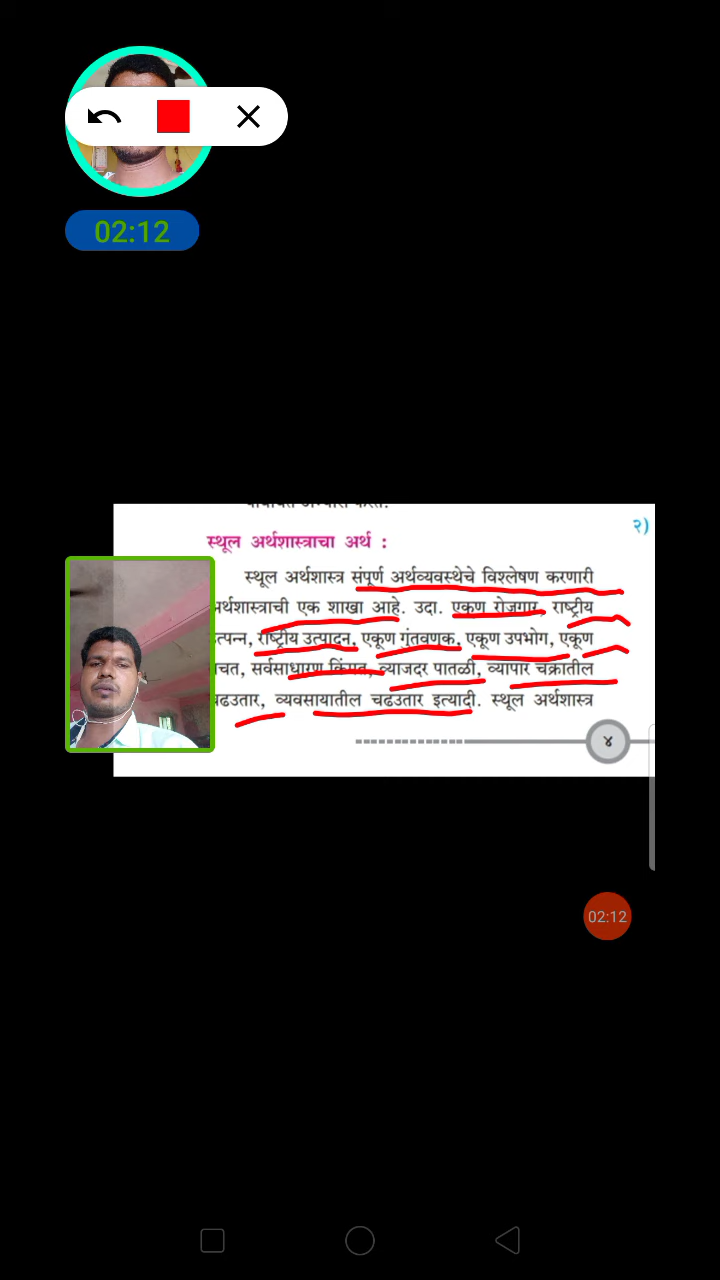 02:12
२)
स्थूल अर्थशास्त्राचा अर्थ :
स्थूल अर्थशास्त्र संपूर्ण अर्थव्यवस्थेचे विश्लेषण करणारी
अर्थशास्त्राची एक शाखा आहे. उदा. एकूण रोजगार, राष्ट्रीय
उत्पन्न, राष्ट्रीय उत्पादन, एकूण गुंतवणूक, एकूण उपभोग, एकूण
बचत, सर्वसाधारण किंमत, व्याजदर पातळी, व्यापार चक्रातील
चढउतार, व्यवसायातील चढउतार इत्यादी. स्थूल अर्थशास्त्र
४
02:12